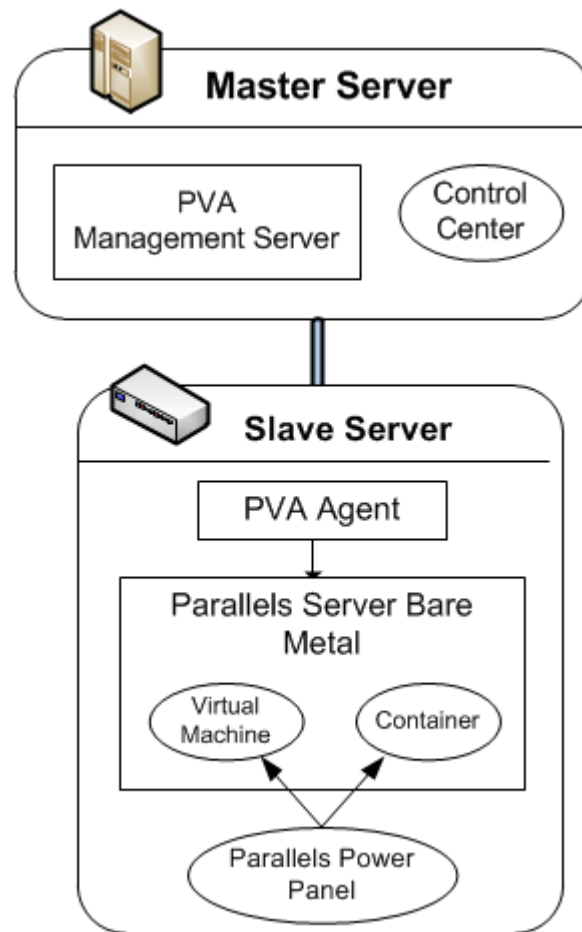 Master Server
PVA
Management Server
Control
Center
Slave Server
PVA Agent
Parallels Server Bare
Metal
Virtual
Machine
Container
Parallels Power
Panel